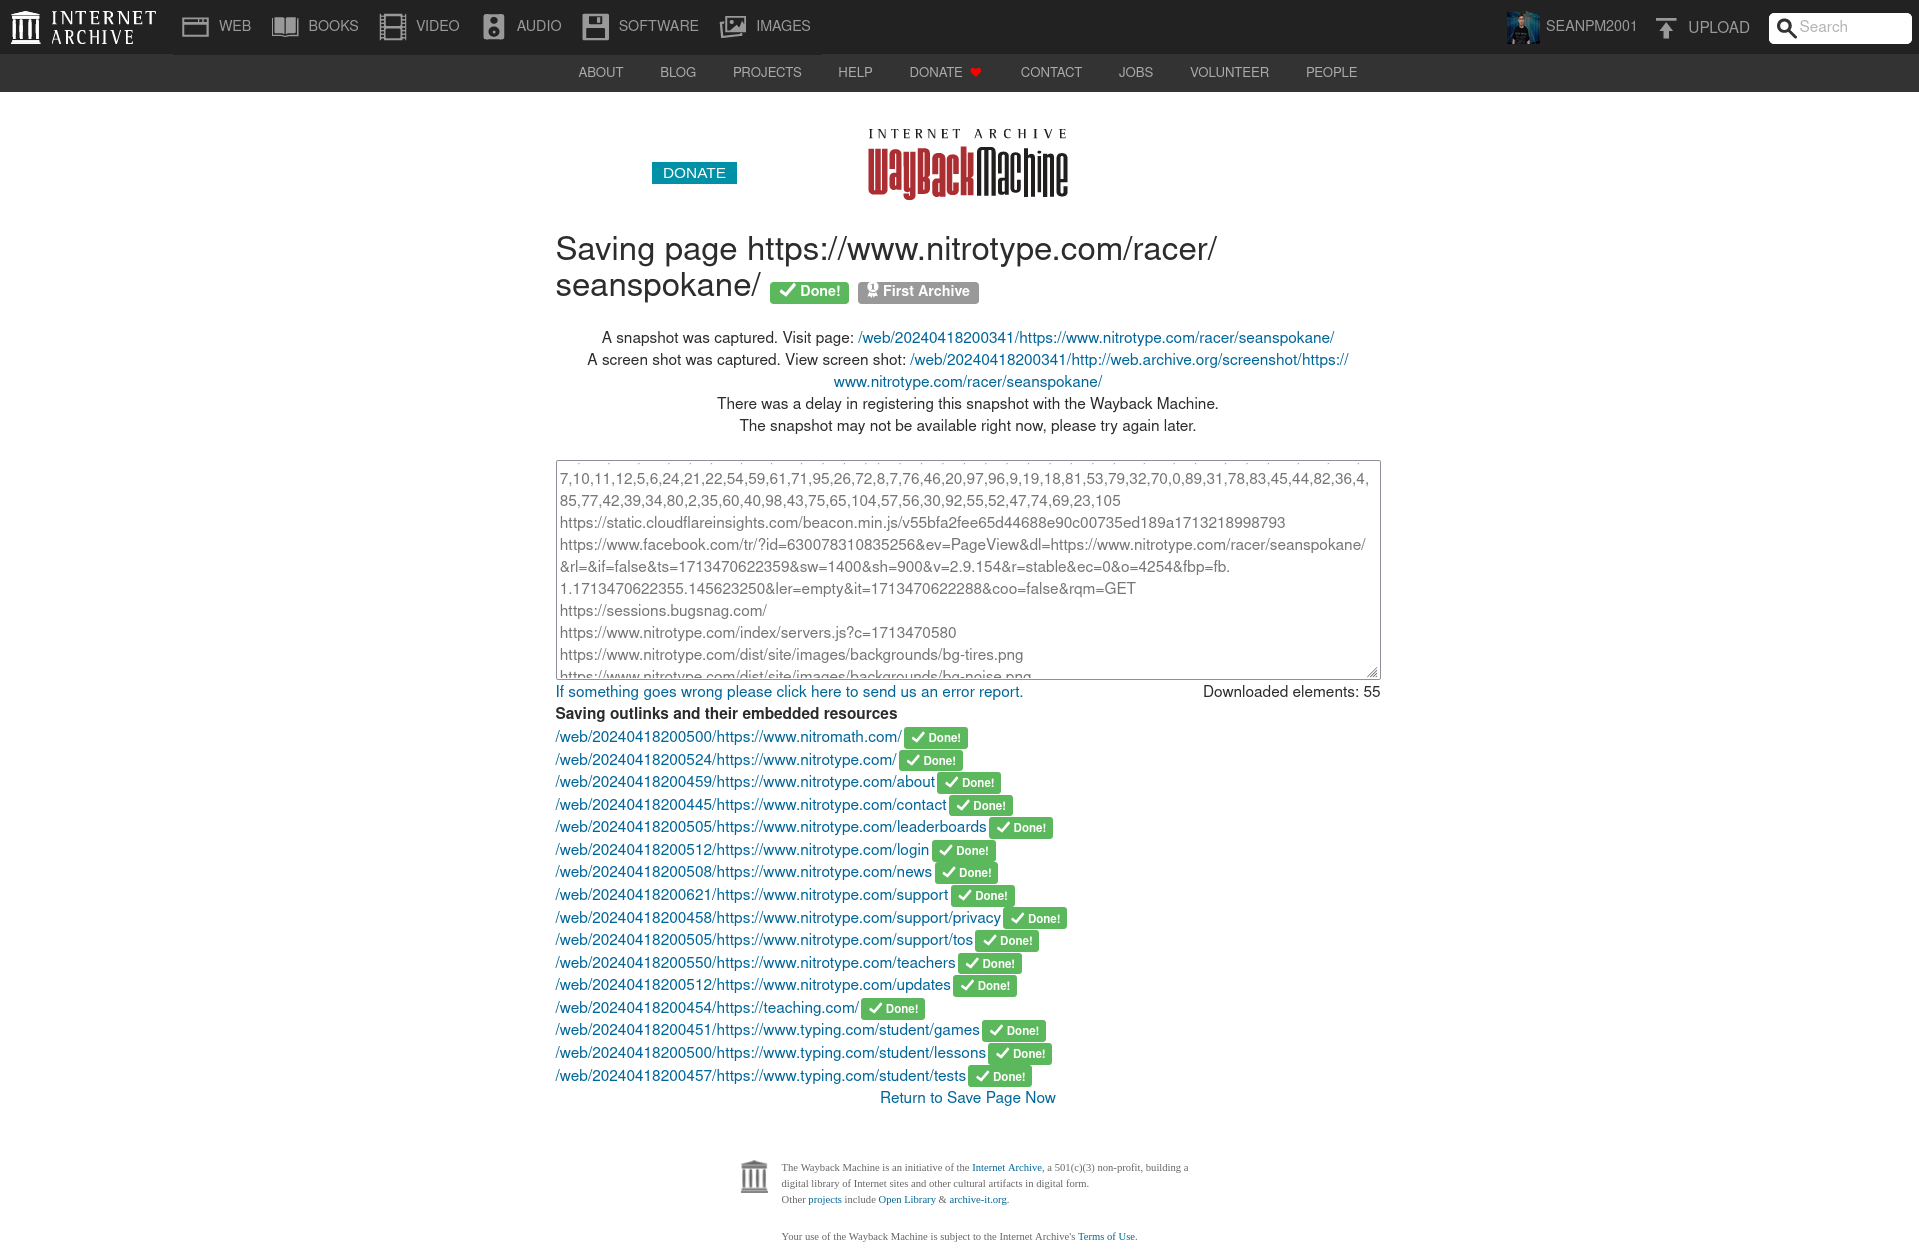 INTERNET ARCHIVE
WEB
BOOKS
VIDEO
AUDIO
SOFTWARE
IMAGES
SEANPM2001
UPLOAD
Search
ABOUT
BLOG
PROJECTS
HELP
DONATE
CONTACT
JOBS
VOLUNTEER
PEOPLE
INTERNET ARCHIVE
WayBackMachine
DONATE
Saving page https://www.nitrotype.com/racer/
seanspokane/ Done! First Archive
A snapshot was captured. Visit page: /web/20240418200341/https://www.nitrotype.com/racer/seanspokane/
A screen shot was captured. View screen shot: /web/20240418200341/http://web.archive.org/screenshot/https://
www.nitrotype.com/racer/seanspokane/
There was a delay in registering this snapshot with the Wayback Machine.
The snapshot may not be available right now, please try again later.
7,10,11,12,5,6,24,21,22,54,59,61,71,95,26,72,8,7,76,46,20,97,96,9,19,18,81,53,79,32,70,0,89,31,78,83,45,44,82,36,4,
85,77,42,39,34,80,2,35,60,40,98,43,75,65,104,57,56,30,92,55,52,47,74,69,23,105
https://static.cloudflareinsights.com/beacon.min.js/v55bfa2fee65d44688e90c00735ed189a1713218998793
https://www.facebook.com/tr/?id=630078310835256&ev=PageView&dl=https://www.nitrotype.com/racer/seanspokane/
&rl=&if=false&ts=1713470622359&sw=1400&sh=900&v=2.9.154&r=stable&ec=0&o=4254&fbp=fb.
1.1713470622355.145623250&ler=empty&it=1713470622288&coo=false&rqm=GET
https://sessions.bugsnag.com/
https://www.nitrotype.com/index/servers.js?c=1713470580
https://www.nitrotype.com/dist/site/images/backgrounds/bg-tires.png
https://www.nitrotype.com/dist/site/images/backgrounds/bg-noise.png
If something goes wrong please click here to send us an error report.
Downloaded elements: 55
Saving outlinks and their embedded resources
/web/20240418200500/https://www.nitromath.com/ Done!
/web/20240418200524/https://www.nitrotype.com/ Done!
/web/20240418200459/https://www.nitrotype.com/about Done!
/web/20240418200445/https://www.nitrotype.com/contact Done!
/web/20240418200505/https://www.nitrotype.com/leaderboards Done!
/web/20240418200512/https://www.nitrotype.com/login Done!
/web/20240418200508/https://www.nitrotype.com/news Done!
/web/20240418200621/https://www.nitrotype.com/support Done!
/web/20240418200458/https://www.nitrotype.com/support/privacy Done!
/web/20240418200505/https://www.nitrotype.com/support/tos Done!
/web/20240418200550/https://www.nitrotype.com/teachers Done!
/web/20240418200512/https://www.nitrotype.com/updates Done!
/web/20240418200454/https://teaching.com/ Done!
/web/20240418200451/https://www.typing.com/student/games Done!
/web/20240418200500/https://www.typing.com/student/lessons Done!
/web/20240418200457/https://www.typing.com/student/tests Done!
Return to Save Page Now
The Wayback Machine is an initiative of the Internet Archive, a 501(c)(3) non-profit, building a
digital library of Internet sites and other cultural artifacts in digital form.
Other projects include Open Library & archive-it.org.
Your use of the Wayback Machine is subject to the Internet Archive's Terms of Use.